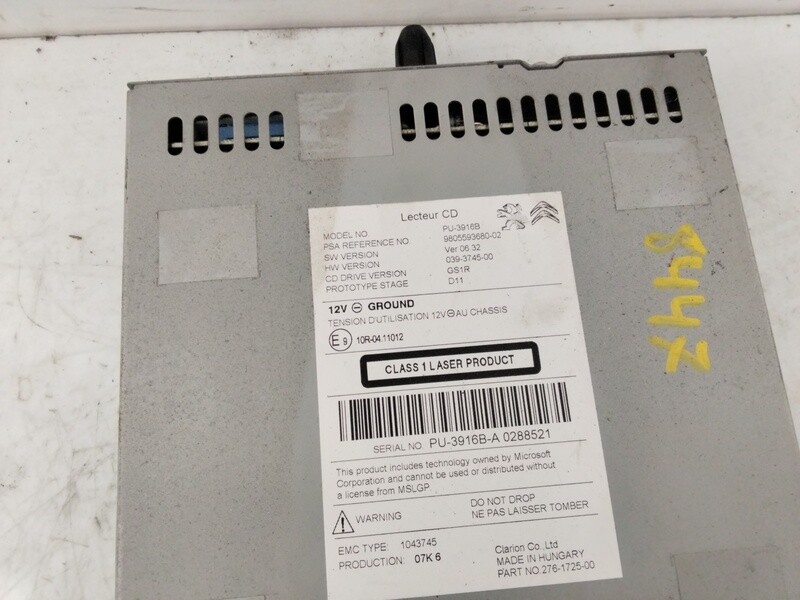 Lecteur CD
MODEL NO PU-3916B
PSA REFERENCE NO. 9805593680-02
SW VERSION Ver 06.32
HW VERSION 039-3745-00
CD DRIVE VERSION GS1R
PROTOTYPE STAGE D11
12V ⊖ GROUND
TENSION D'UTILISATION 12V⊖AU CHASSIS
E9 10R-04.11012
CLASS 1 LASER PRODUCT
SERIAL NO PU-3916B-A 0288521
This product includes technology owned by Microsoft
Corporation and cannot be used or distributed without
a license from MSLGP.
WARNING
DO NOT DROP
NE PAS LAISSER TOMBER
EMC TYPE: 1043745
PRODUCTION: 07K 6
Clarion Co.,Ltd
MADE IN HUNGARY
PART NO.276-1725-00
8447